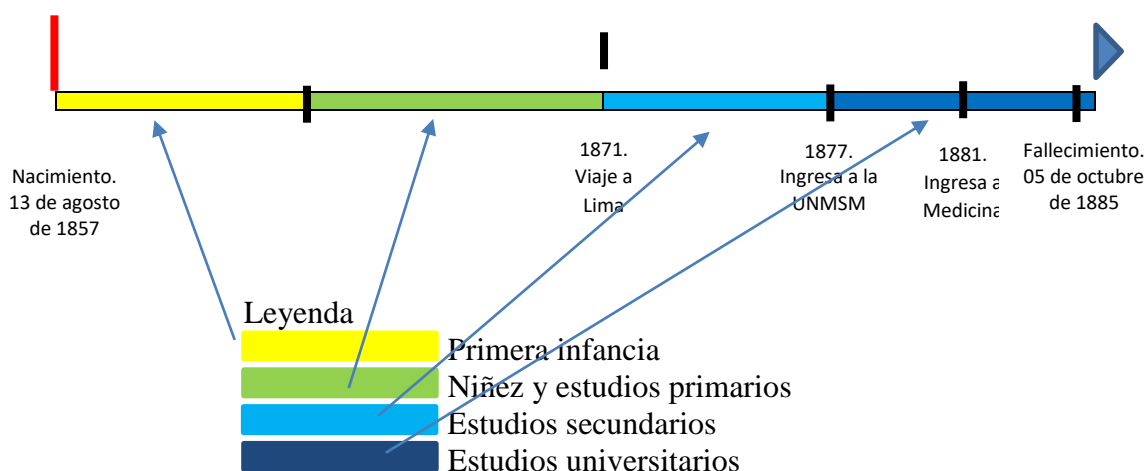 Nacimiento.
13 de agosto
de 1857
1871.
Viaje a
Lima
1877.
Ingresa a la
UNMSM
1881.
Ingresa a
Medicina
Fallecimiento.
05 de octubre
de 1885
Leyenda
Primera infancia
Niñez y estudios primarios
Estudios secundarios
Estudios universitarios